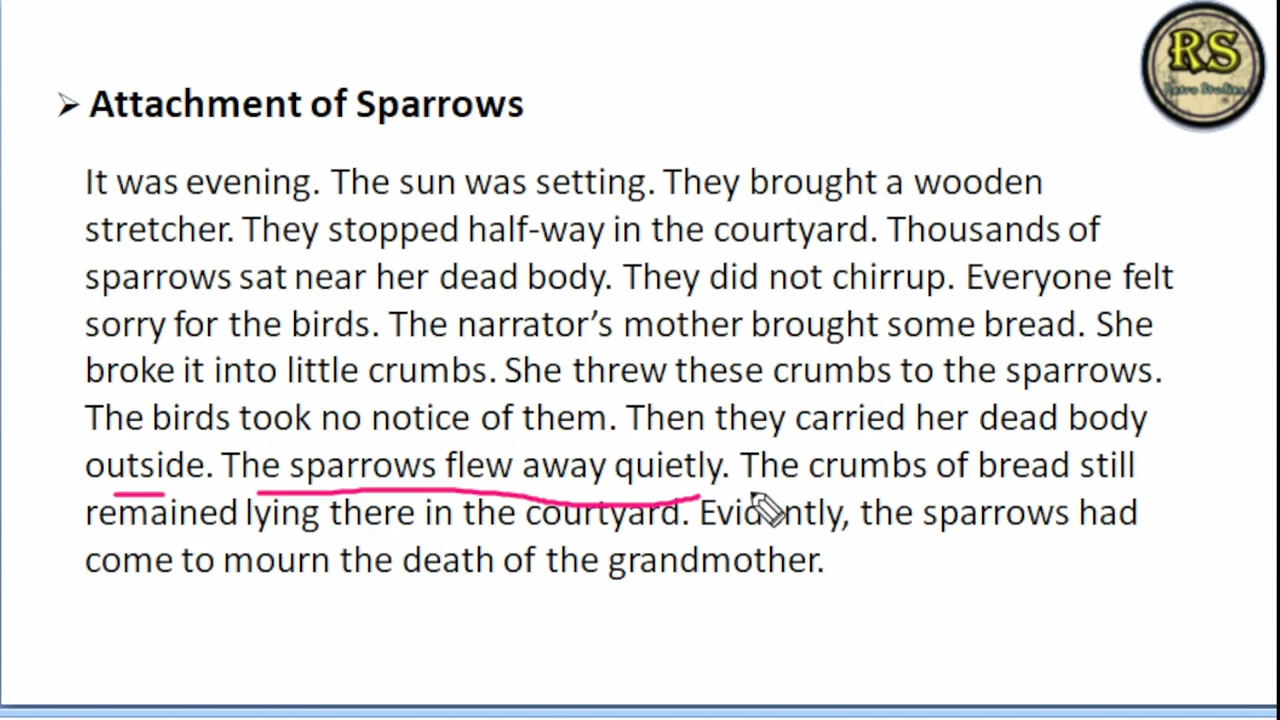 RS
Retro Studies
➢ Attachment of Sparrows
It was evening. The sun was setting. They brought a wooden
stretcher. They stopped half-way in the courtyard. Thousands of
sparrows sat near her dead body. They did not chirrup. Everyone felt
sorry for the birds. The narrator’s mother brought some bread. She
broke it into little crumbs. She threw these crumbs to the sparrows.
The birds took no notice of them. Then they carried her dead body
outside. The sparrows flew away quietly. The crumbs of bread still
remained lying there in the courtyard. Evidently, the sparrows had
come to mourn the death of the grandmother.